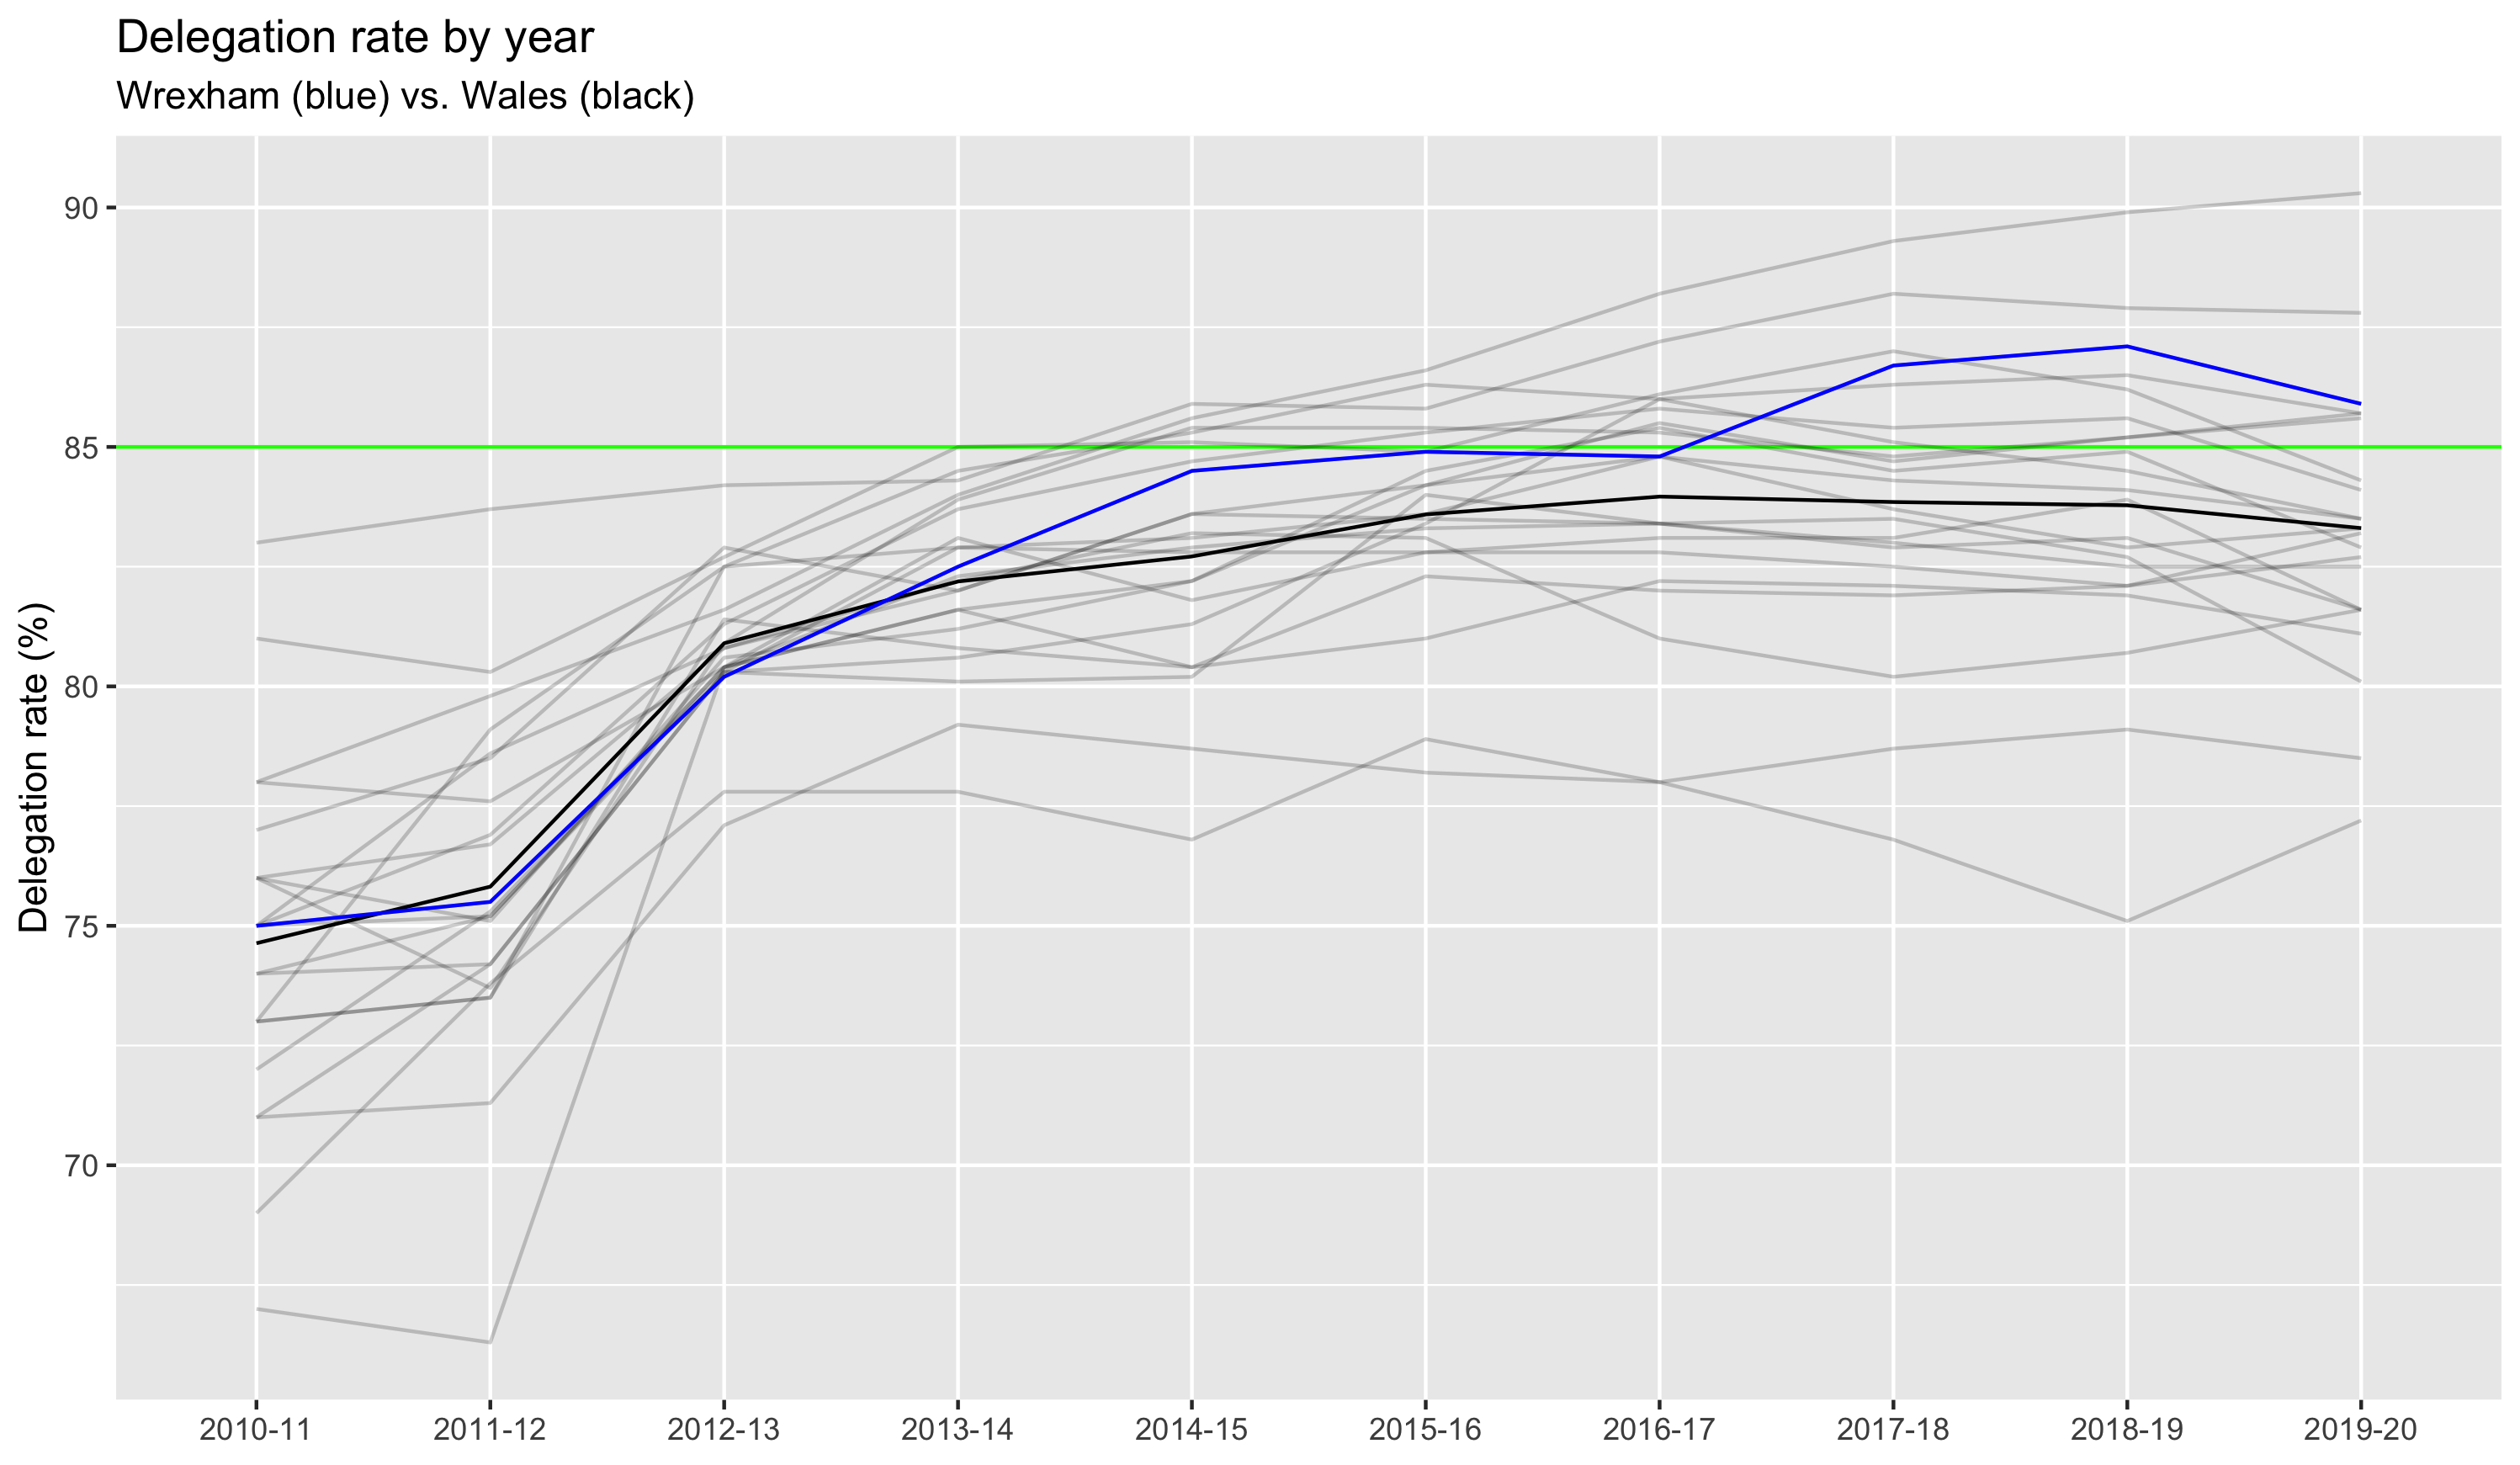 Delegation rate by year
Wrexham (blue) vs. Wales (black)
Delegation rate (%)
90
85
80
75
70
2010-11 2011-12 2012-13 2013-14 2014-15 2015-16 2016-17 2017-18 2018-19 2019-20